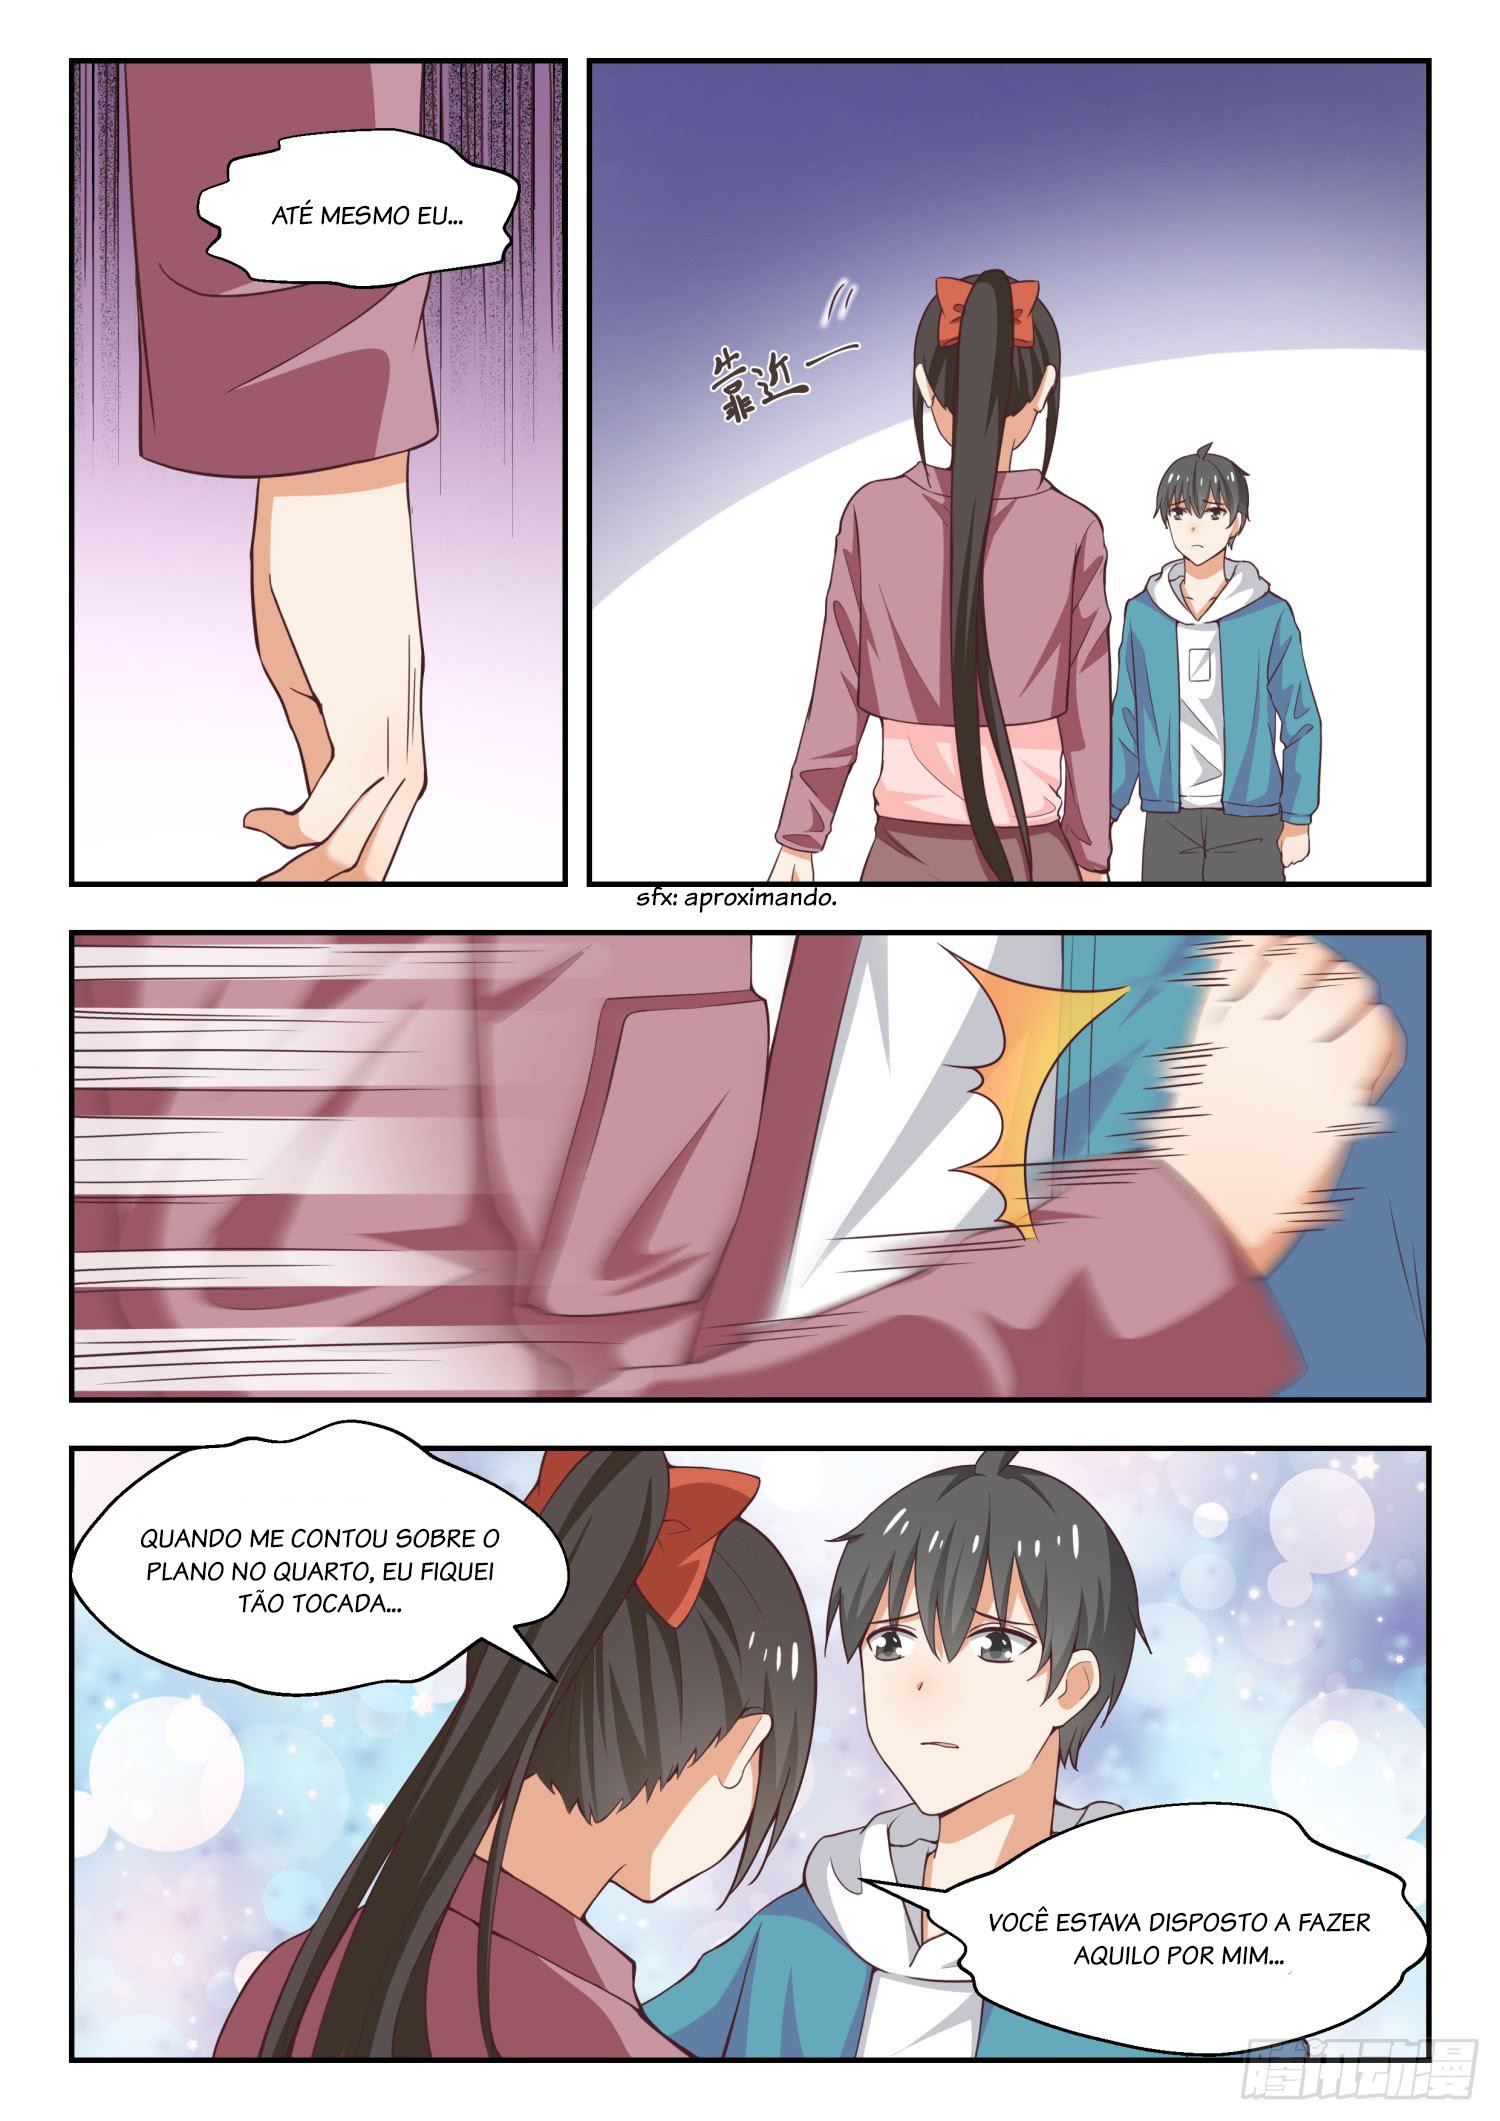 ATÉ MESMO EU...
靠近一
sfx: aproximando.
QUANDO ME CONTOU SOBRE O
PLANO NO QUARTO, EU FIQUEI
TÃO TOCADA...
VOCÊ ESTAVA DISPOSTO A FAZER
AQUILO POR MIM...
腾讯动漫